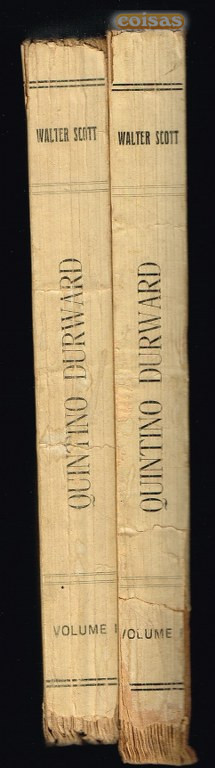 coisas
WALTER SCOTT
QUINTINO DURWARD
VOLUME I
WALTER SCOTT
QUINTINO DURWARD
VOLUME